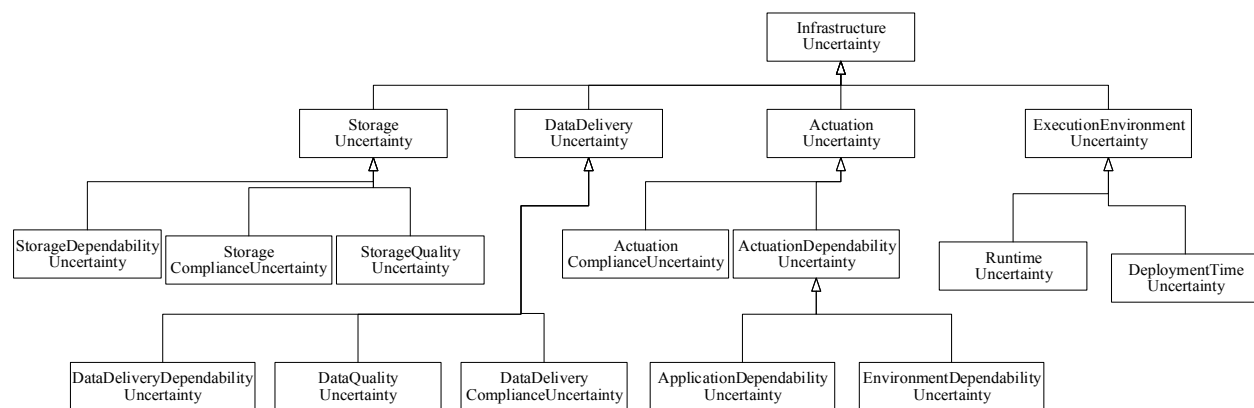 Infrastructure
Uncertainty
Storage
Uncertainty
DataDelivery
Uncertainty
Actuation
Uncertainty
ExecutionEnvironment
Uncertainty
StorageDependability
Uncertainty
Storage
ComplianceUncertainty
StorageQuality
Uncertainty
Actuation
ComplianceUncertainty
ActuationDependability
Uncertainty
Runtime
Uncertainty
DeploymentTime
Uncertainty
DataDeliveryDependability
Uncertainty
DataQuality
Uncertainty
DataDelivery
ComplianceUncertainty
ApplicationDependability
Uncertainty
EnvironmentDependability
Uncertainty